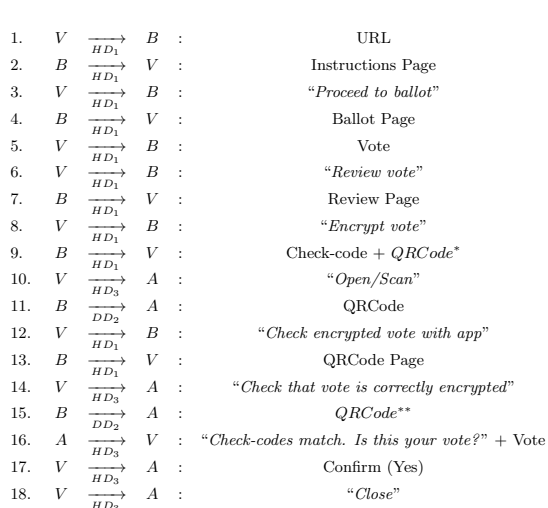 1. V →HD₁ B : URL
2. B →HD₁ V : Instructions Page
3. V →HD₁ B : “Proceed to ballot”
4. B →HD₁ V : Ballot Page
5. V →HD₁ B : Vote
6. V →HD₁ B : “Review vote”
7. B →HD₁ V : Review Page
8. V →HD₁ B : “Encrypt vote”
9. B →HD₁ V : Check-code + QRCode*
10. V →HD₃ A : “Open/Scan”
11. B →DD₂ A : QRCode
12. V →HD₁ B : “Check encrypted vote with app”
13. B →HD₁ V : QRCode Page
14. V →HD₃ A : “Check that vote is correctly encrypted”
15. B →DD₂ A : QRCode**
16. A →HD₃ V : “Check-codes match. Is this your vote?” + Vote
17. V →HD₃ A : Confirm (Yes)
18. V →HD₃ A : “Close”